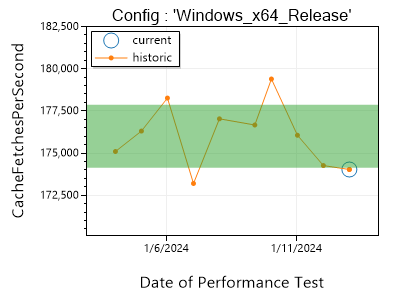 Config : 'Windows_x64_Release'
current
historic
CacheFetchesPerSecond
182,500
180,000
177,500
175,000
172,500
1/6/2024
1/11/2024
Date of Performance Test